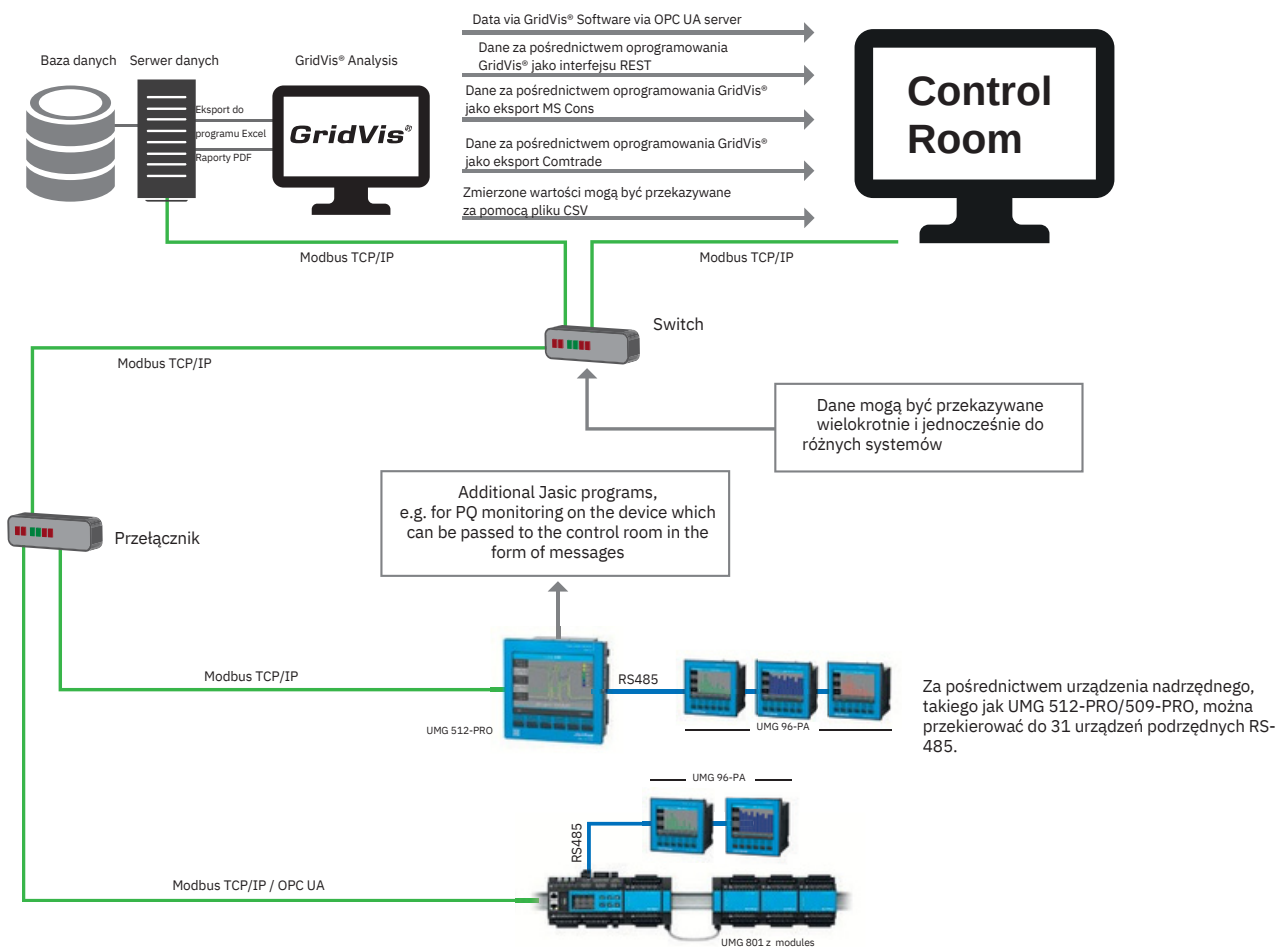 Data via GridVis® Software via OPC UA server
Baza danych
Serwer danych
GridVis® Analysis
Dane za pośrednictwem oprogramowania
GridVis® jako interfejsu REST
Dane za pośrednictwem oprogramowania GridVis®
jako eksport MS Cons
Dane za pośrednictwem oprogramowania GridVis®
jako eksport Comtrade
Zmierzone wartości mogą być przekazywane
za pomocą pliku CSV
Eksport do
programu Excel
Raporty PDF
GridVis®
Control
Room
Modbus TCP/IP
Modbus TCP/IP
Switch
Modbus TCP/IP
Dane mogą być przekazywane
wielokrotnie i jednocześnie do
różnych systemów
Additional Jasic programs,
e.g. for PQ monitoring on the device which
can be passed to the control room in the
form of messages
Przełącznik
Modbus TCP/IP
UMG 512-PRO
RS485
UMG 96-PA
Za pośrednictwem urządzenia nadrzędnego,
takiego jak UMG 512-PRO/509-PRO, można
przekierować do 31 urządzeń podrzędnych RS-
485.
UMG 96-PA
RS485
Modbus TCP/IP / OPC UA
UMG 801 z modules